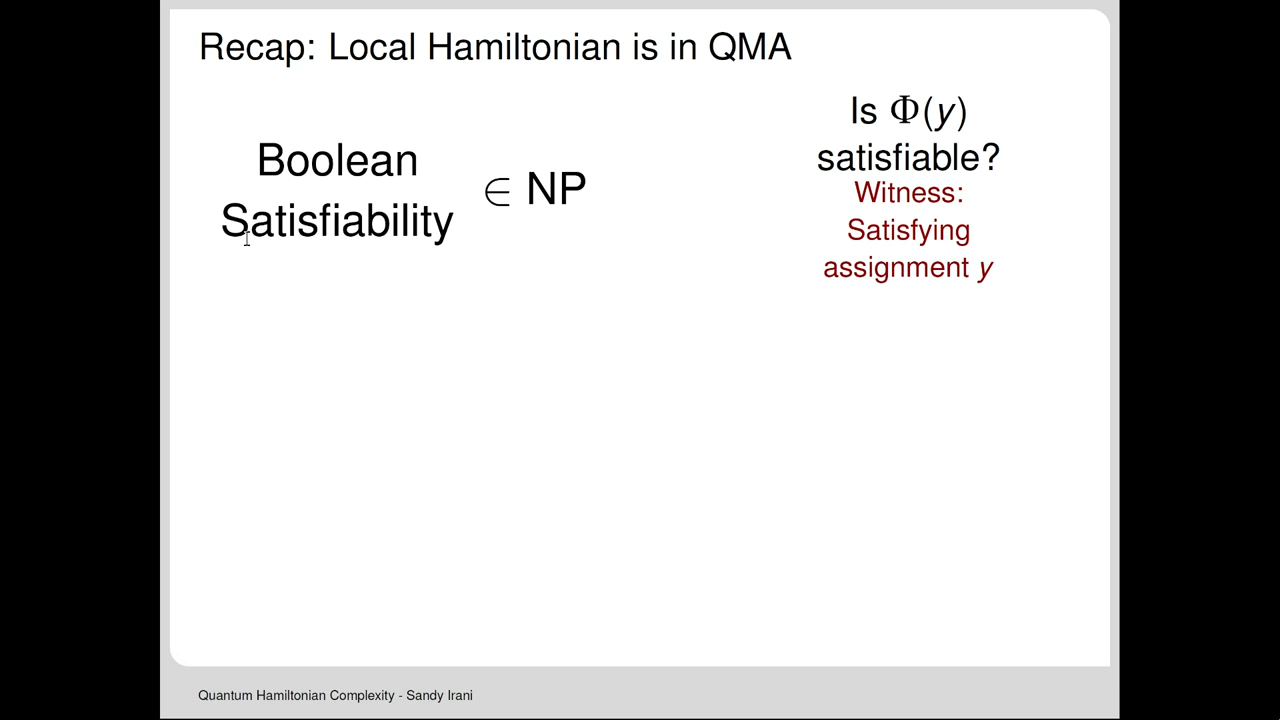 Recap: Local Hamiltonian is in QMA
Boolean
Satisfiability
∈ NP
Is Φ(y)
satisfiable?
Witness:
Satisfying
assignment y
Quantum Hamiltonian Complexity - Sandy Irani